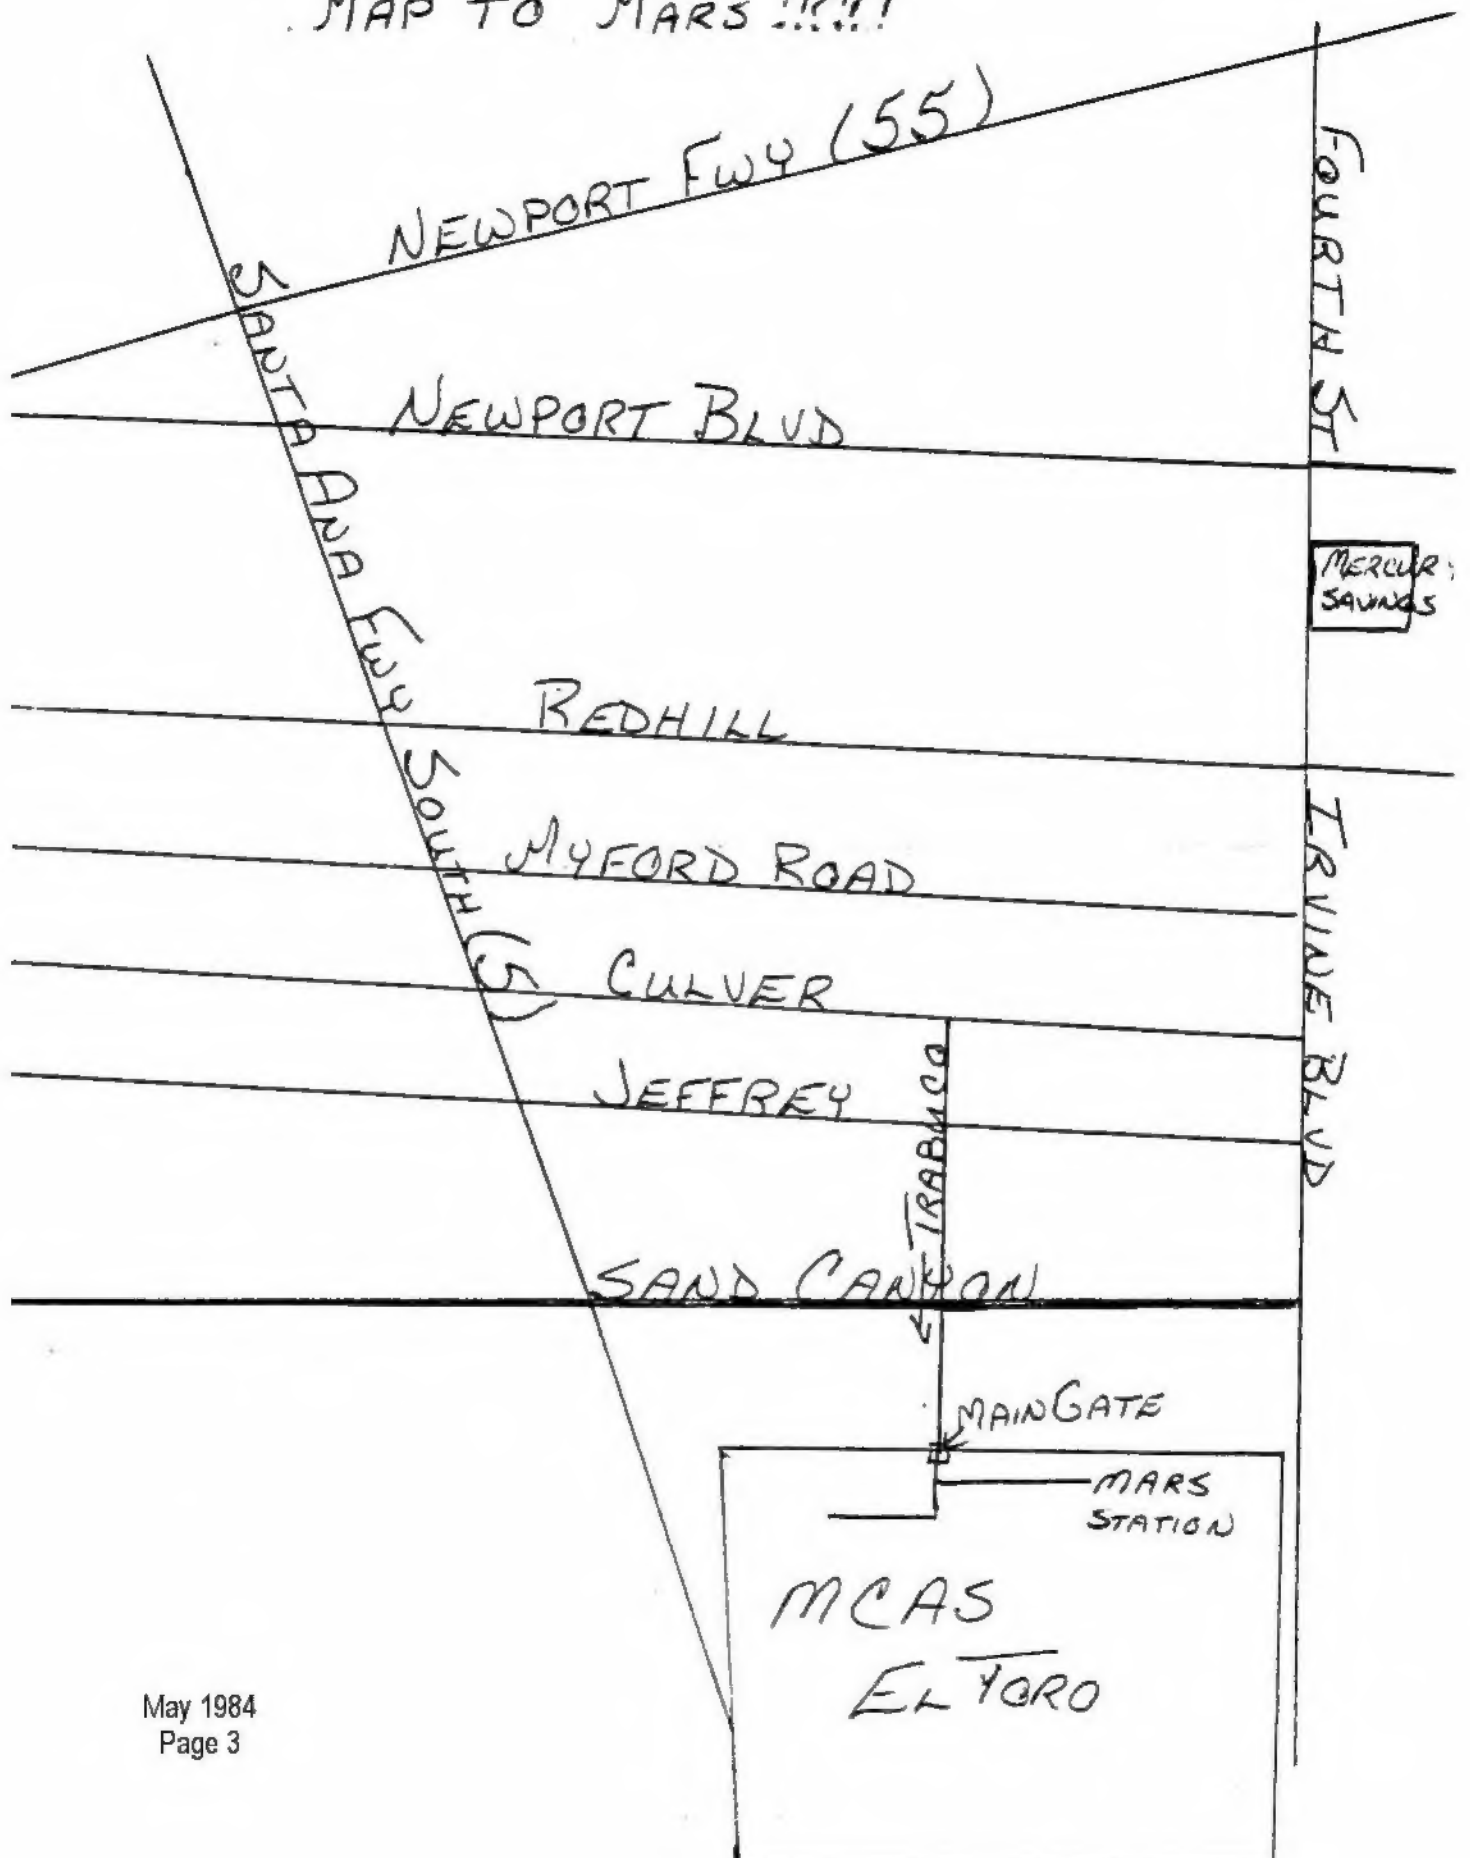 MAP TO MARS !!!!!
NEWPORT FWY (55)
FOURTH ST
SANTA ANA FWY SOUTH (5)
NEWPORT BLVD
MERCURY
SAVINGS
REDHILL
IRVINE BLVD
MYFORD ROAD
CULVER
JEFFREY
TRABUCO
SAND CANYON
MAIN GATE
MARS
STATION
MCAS
EL TORO
May 1984
Page 3